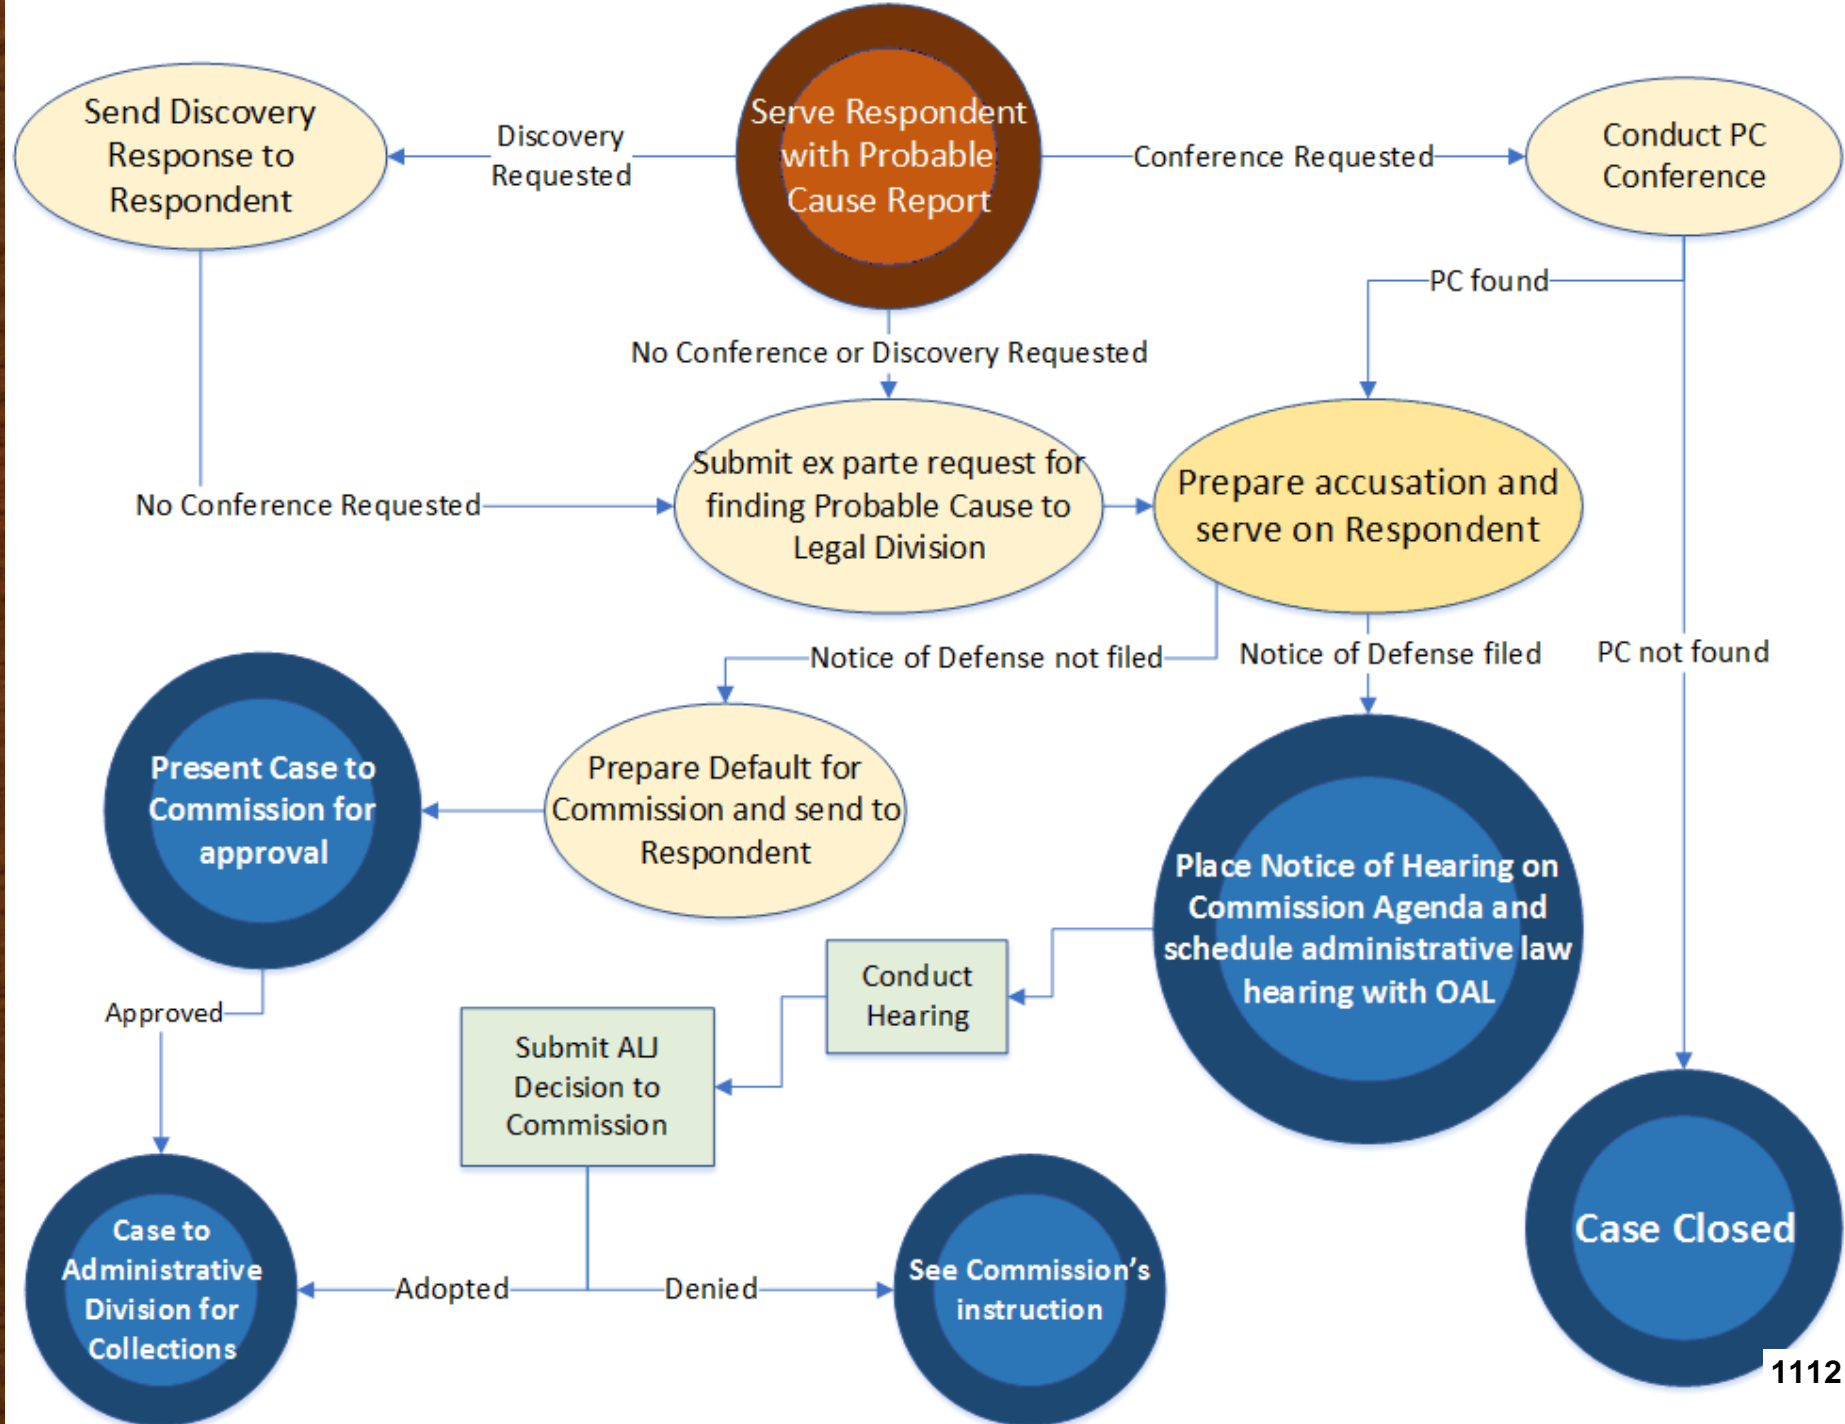 Send Discovery
Response to
Respondent
Discovery
Requested
Serve Respondent
with Probable
Cause Report
Conference Requested
Conduct PC
Conference
PC found
No Conference or Discovery Requested
No Conference Requested
Submit ex parte request for
finding Probable Cause to
Legal Division
Prepare accusation and
serve on Respondent
Notice of Defense not filed
Notice of Defense filed
PC not found
Present Case to
Commission for
approval
Prepare Default for
Commission and send to
Respondent
Place Notice of Hearing on
Commission Agenda and
schedule administrative law
hearing with OAL
Conduct
Hearing
Approved
Submit ALJ
Decision to
Commission
Case to
Administrative
Division for
Collections
Adopted
Denied
See Commission’s
instruction
Case Closed
1112